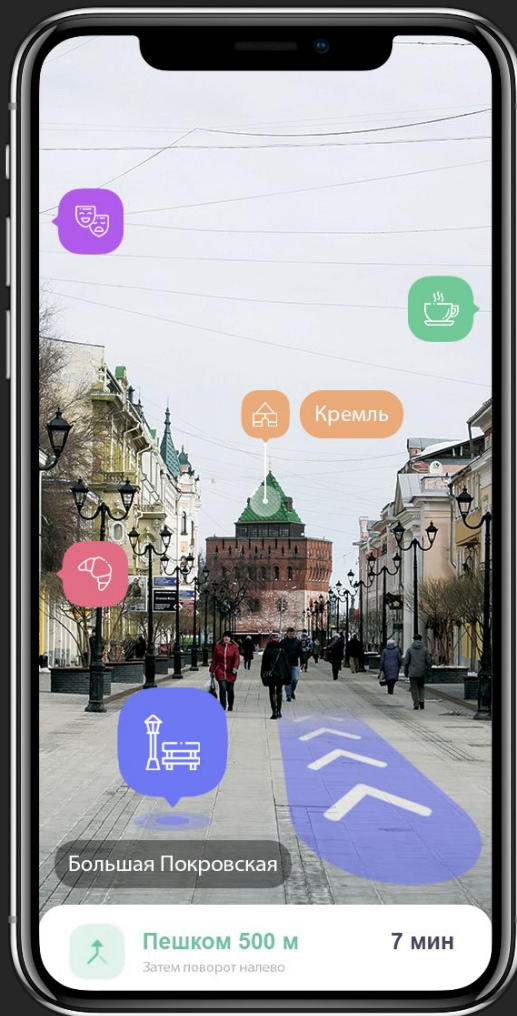 Кремль
Большая Покровская
Пешком 500 м
7 мин
Затем поворот налево